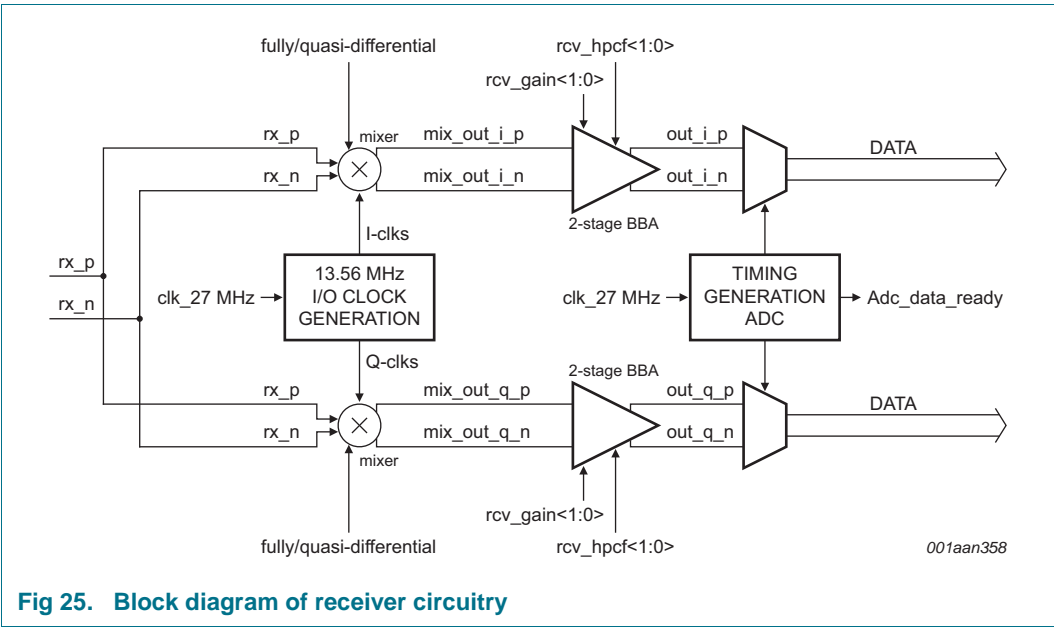 fully/quasi-differential
rcv_hpcf<1:0>
rcv_gain<1:0>
rx_p
mixer
mix_out_i_p
out_i_p
DATA
rx_n
mix_out_i_n
out_i_n
2-stage BBA
I-clks
rx_p
rx_n
clk_27 MHz
13.56 MHz
I/O CLOCK
GENERATION
clk_27 MHz
TIMING
GENERATION
ADC
Adc_data_ready
Q-clks
2-stage BBA
rx_p
mix_out_q_p
out_q_p
DATA
rx_n
mix_out_q_n
out_q_n
mixer
rcv_gain<1:0>
fully/quasi-differential
rcv_hpcf<1:0>
001aan358
Fig 25. Block diagram of receiver circuitry